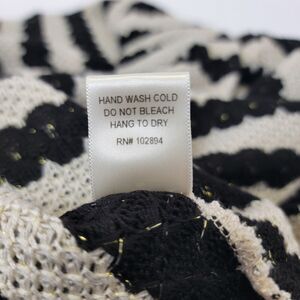 HAND WASH COLD
DO NOT BLEACH
HANG TO DRY
RN# 102894